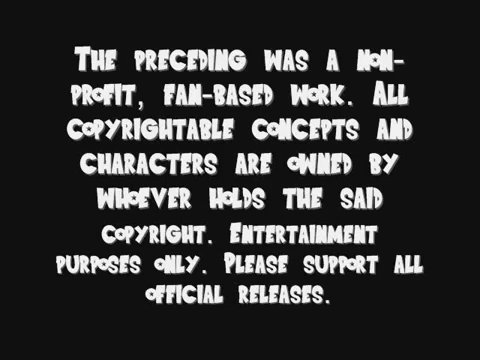 The preceding was a non-
profit, fan-based work. All
copyrightable concepts and
characters are owned by
whoever holds the said
copyright. Entertainment
purposes only. Please support all
official releases.